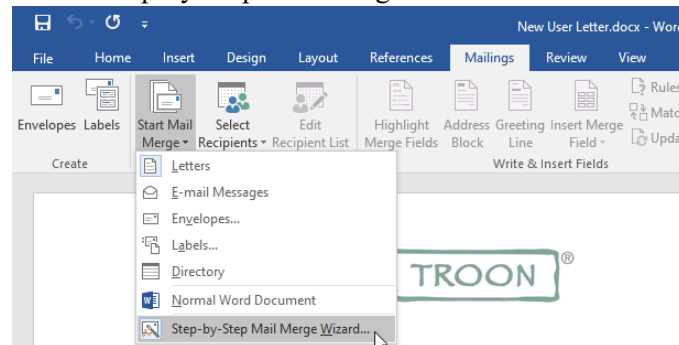 New User Letter.docx - Word
File Home Insert Design Layout References Mailings Review View
Envelopes Labels Start Mail Merge Select Recipients Edit Recipient List Highlight Merge Fields Address Block Greeting Line Insert Merge Field Rules
Matc
Upda
Create Write & Insert Fields
Letters
E-mail Messages
Envelopes...
Labels...
Directory
Normal Word Document
Step-by-Step Mail Merge Wizard...
TROON ®